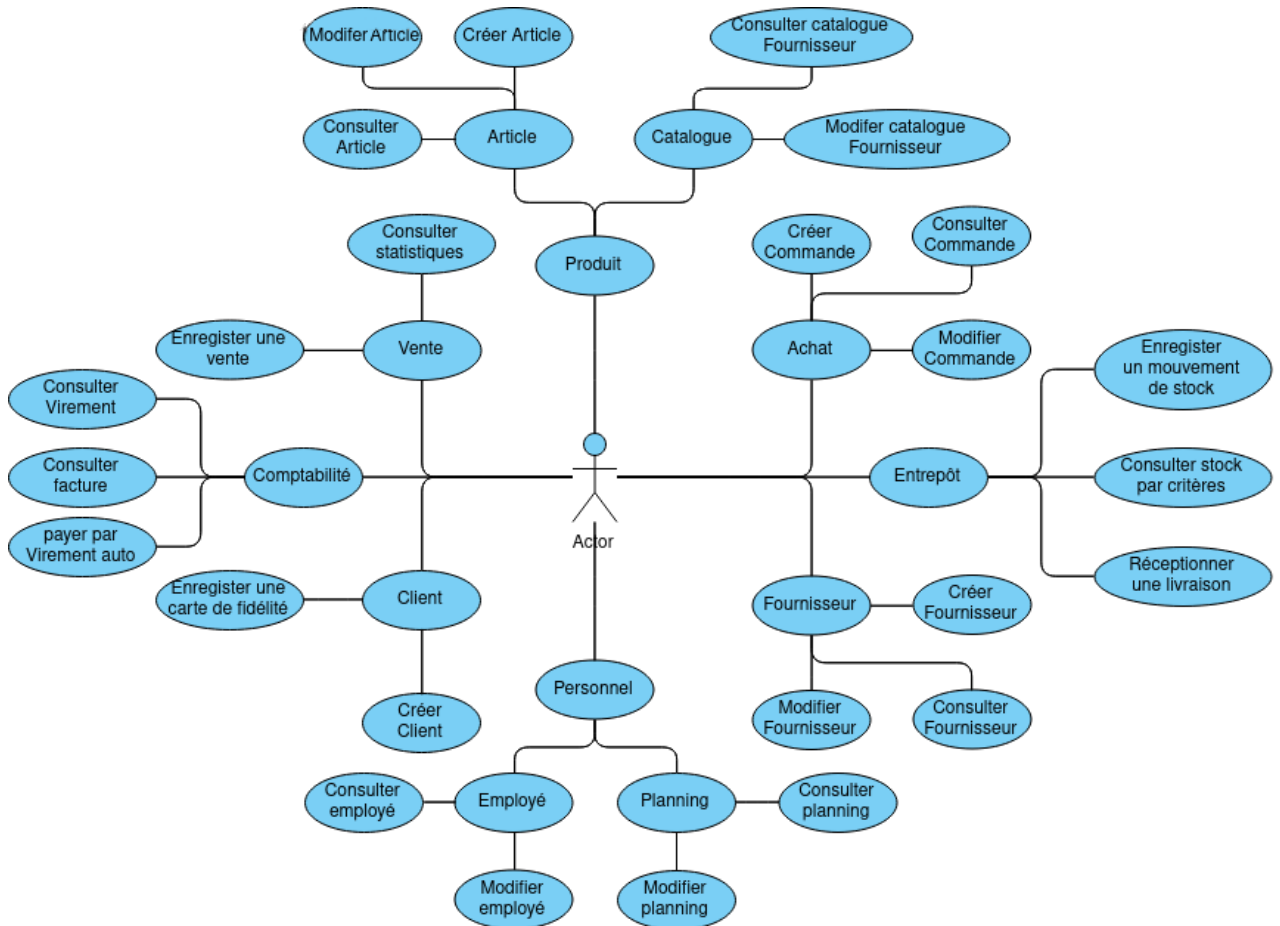 Modifer Article
Créer Article
Consulter catalogue
Fournisseur
Consulter
Article
Article
Catalogue
Modifer catalogue
Fournisseur
Consulter
statistiques
Produit
Créer
Commande
Consulter
Commande
Enregister une
vente
Vente
Achat
Modifier
Commande
Enregister
un mouvement
de stock
Consulter
Virement
Consulter
facture
Comptabilité
Entrepôt
Consulter stock
par critères
payer par
Virement auto
Actor
Enregister une
carte de fidélité
Client
Fournisseur
Créer
Fournisseur
Réceptionner
une livraison
Créer
Client
Personnel
Modifier
Fournisseur
Consulter
Fournisseur
Consulter
employé
Employé
Planning
Consulter
planning
Modifier
employé
Modifier
planning